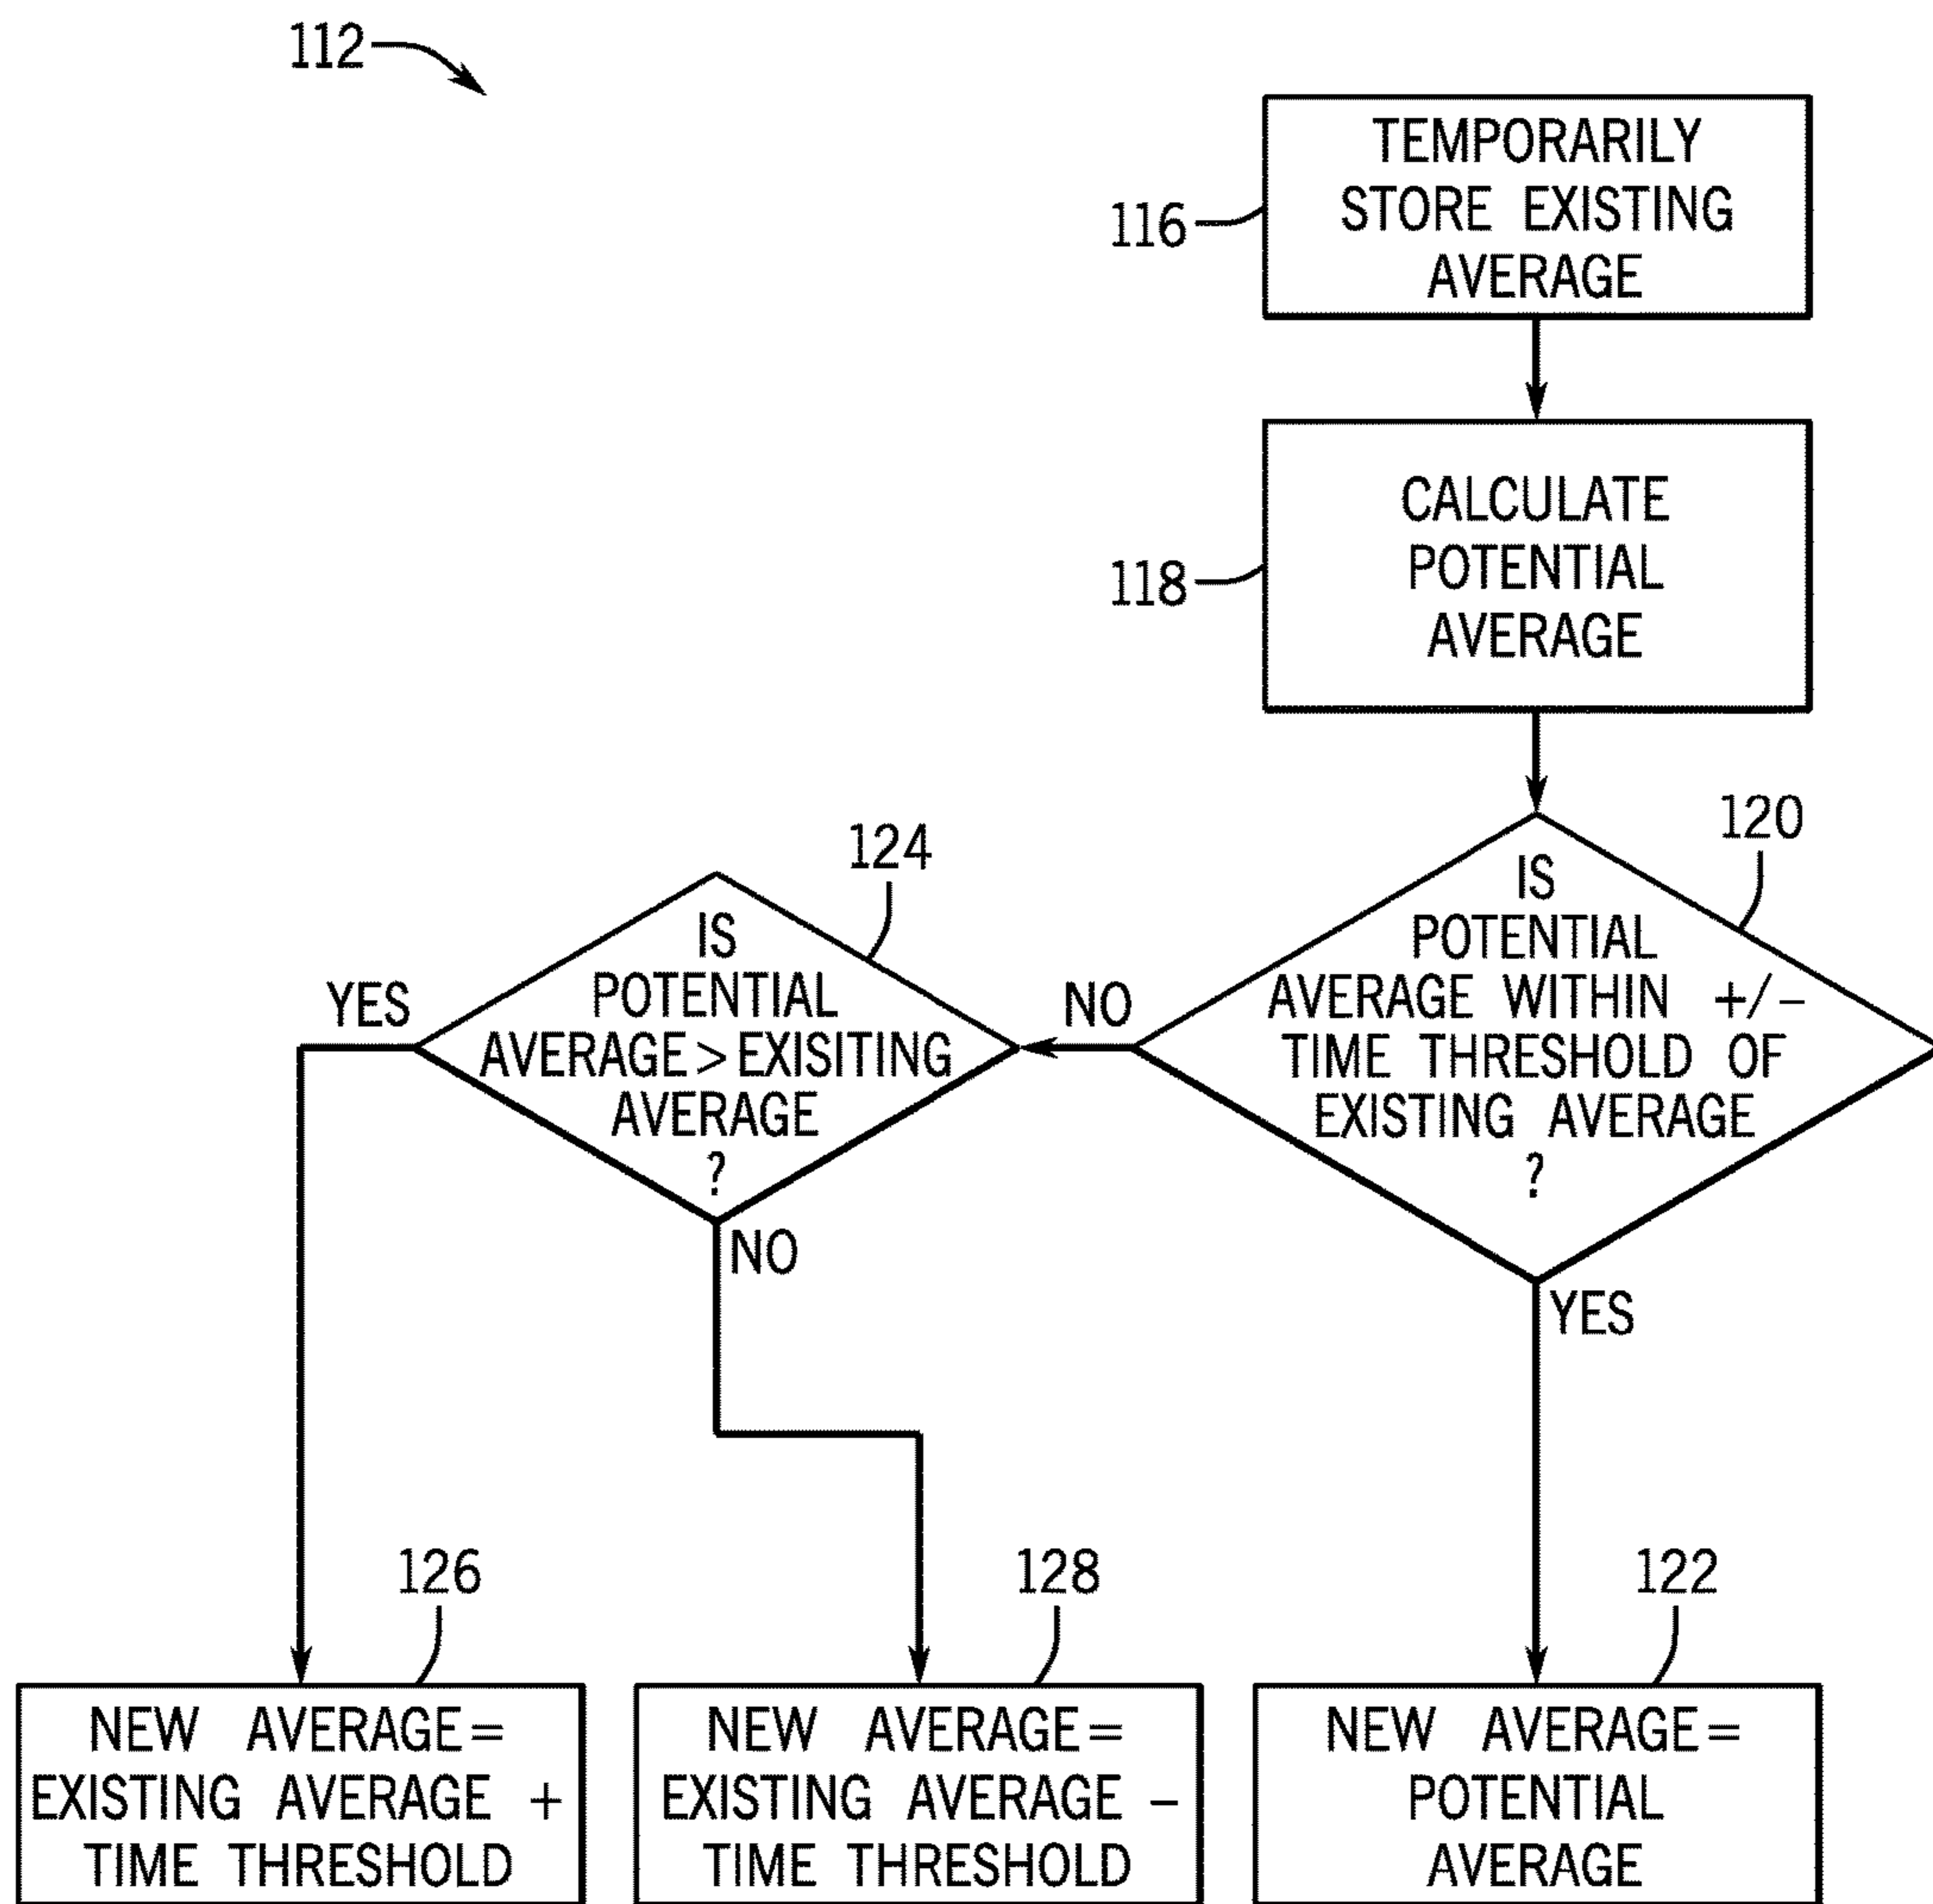 112
TEMPORARILY
STORE EXISTING
AVERAGE
116
CALCULATE
POTENTIAL
AVERAGE
118
120
IS
POTENTIAL
AVERAGE WITHIN +/−
TIME THRESHOLD OF
EXISTING AVERAGE
?
NO
YES
124
IS
POTENTIAL
AVERAGE > EXISITING
AVERAGE
?
YES
NO
126
NEW AVERAGE =
EXISTING AVERAGE +
TIME THRESHOLD
128
NEW AVERAGE =
EXISTING AVERAGE −
TIME THRESHOLD
122
NEW AVERAGE =
POTENTIAL
AVERAGE